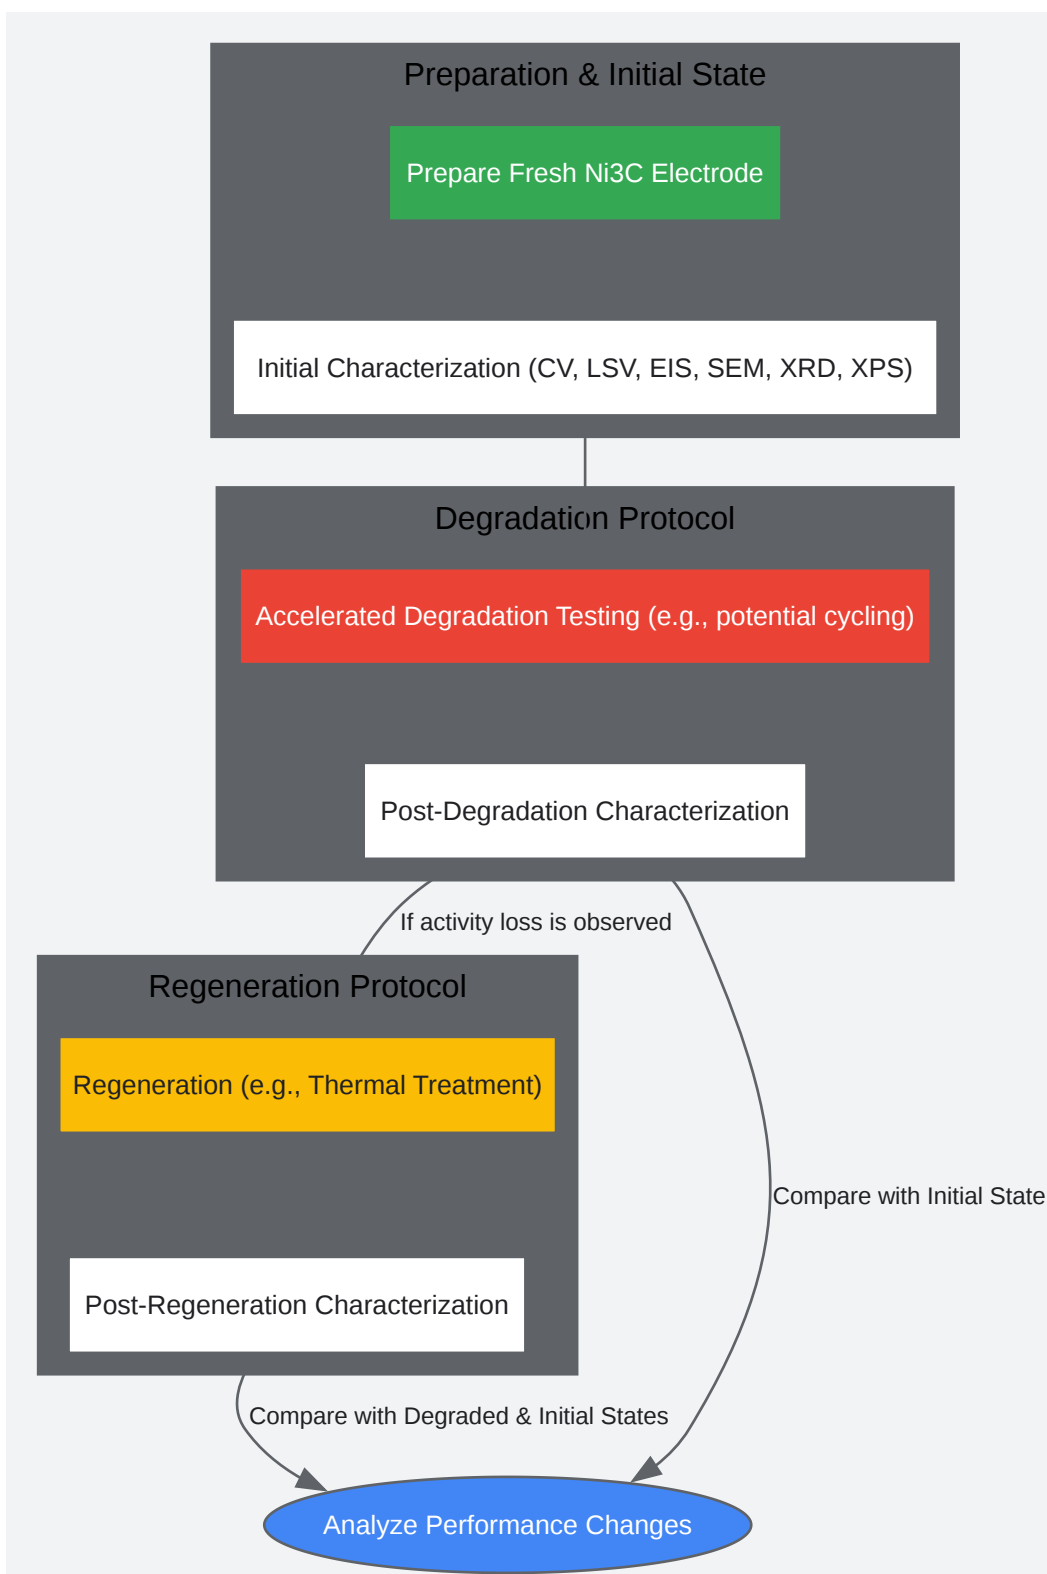 Preparation & Initial State
Prepare Fresh Ni3C Electrode
Initial Characterization (CV, LSV, EIS, SEM, XRD, XPS)
Degradation Protocol
Accelerated Degradation Testing (e.g., potential cycling)
Post-Degradation Characterization
If activity loss is observed
Regeneration Protocol
Regeneration (e.g., Thermal Treatment)
Compare with Initial State
Post-Regeneration Characterization
Compare with Degraded & Initial States
Analyze Performance Changes